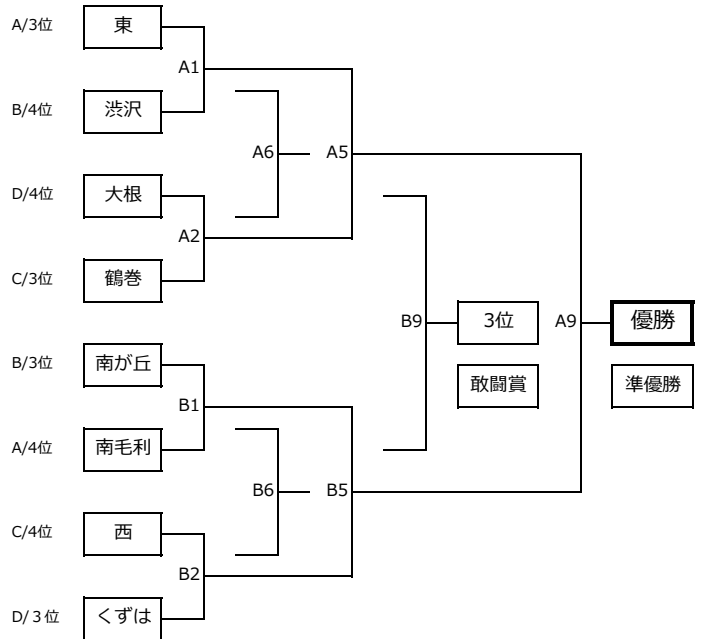 A/3位 東
A1
B/4位 渋沢
A6 A5
D/4位 大根
A2
C/3位 鶴巻
B9 3位 A9 優勝
B/3位 南が丘 敢闘賞 準優勝
B1
A/4位 南毛利
B6 B5
C/4位 西
B2
D/３位 くずは